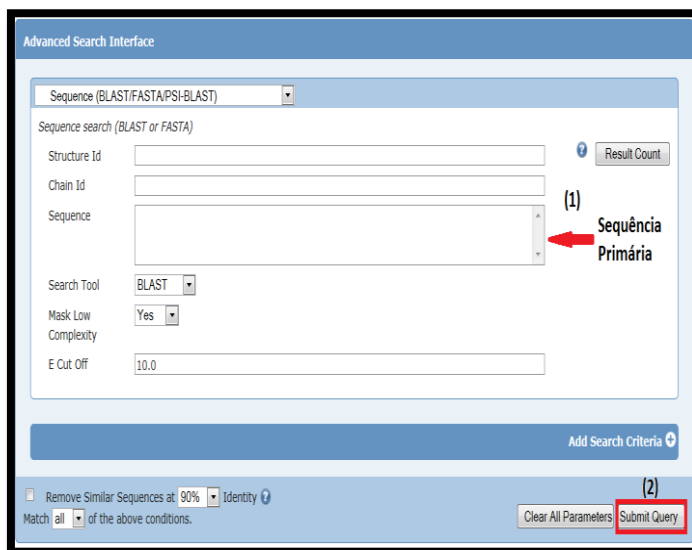 Advanced Search Interface
Sequence (BLAST/FASTA/PSI-BLAST)
Sequence search (BLAST or FASTA)
Structure Id
Result Count
Chain Id
(1)
Sequence
Sequência
Primária
Search Tool BLAST
Mask Low
Complexity
Yes
E Cut Off 10.0
Add Search Criteria
(2)
Remove Similar Sequences at 90% Identity
Match all of the above conditions.
Clear All Parameters Submit Query